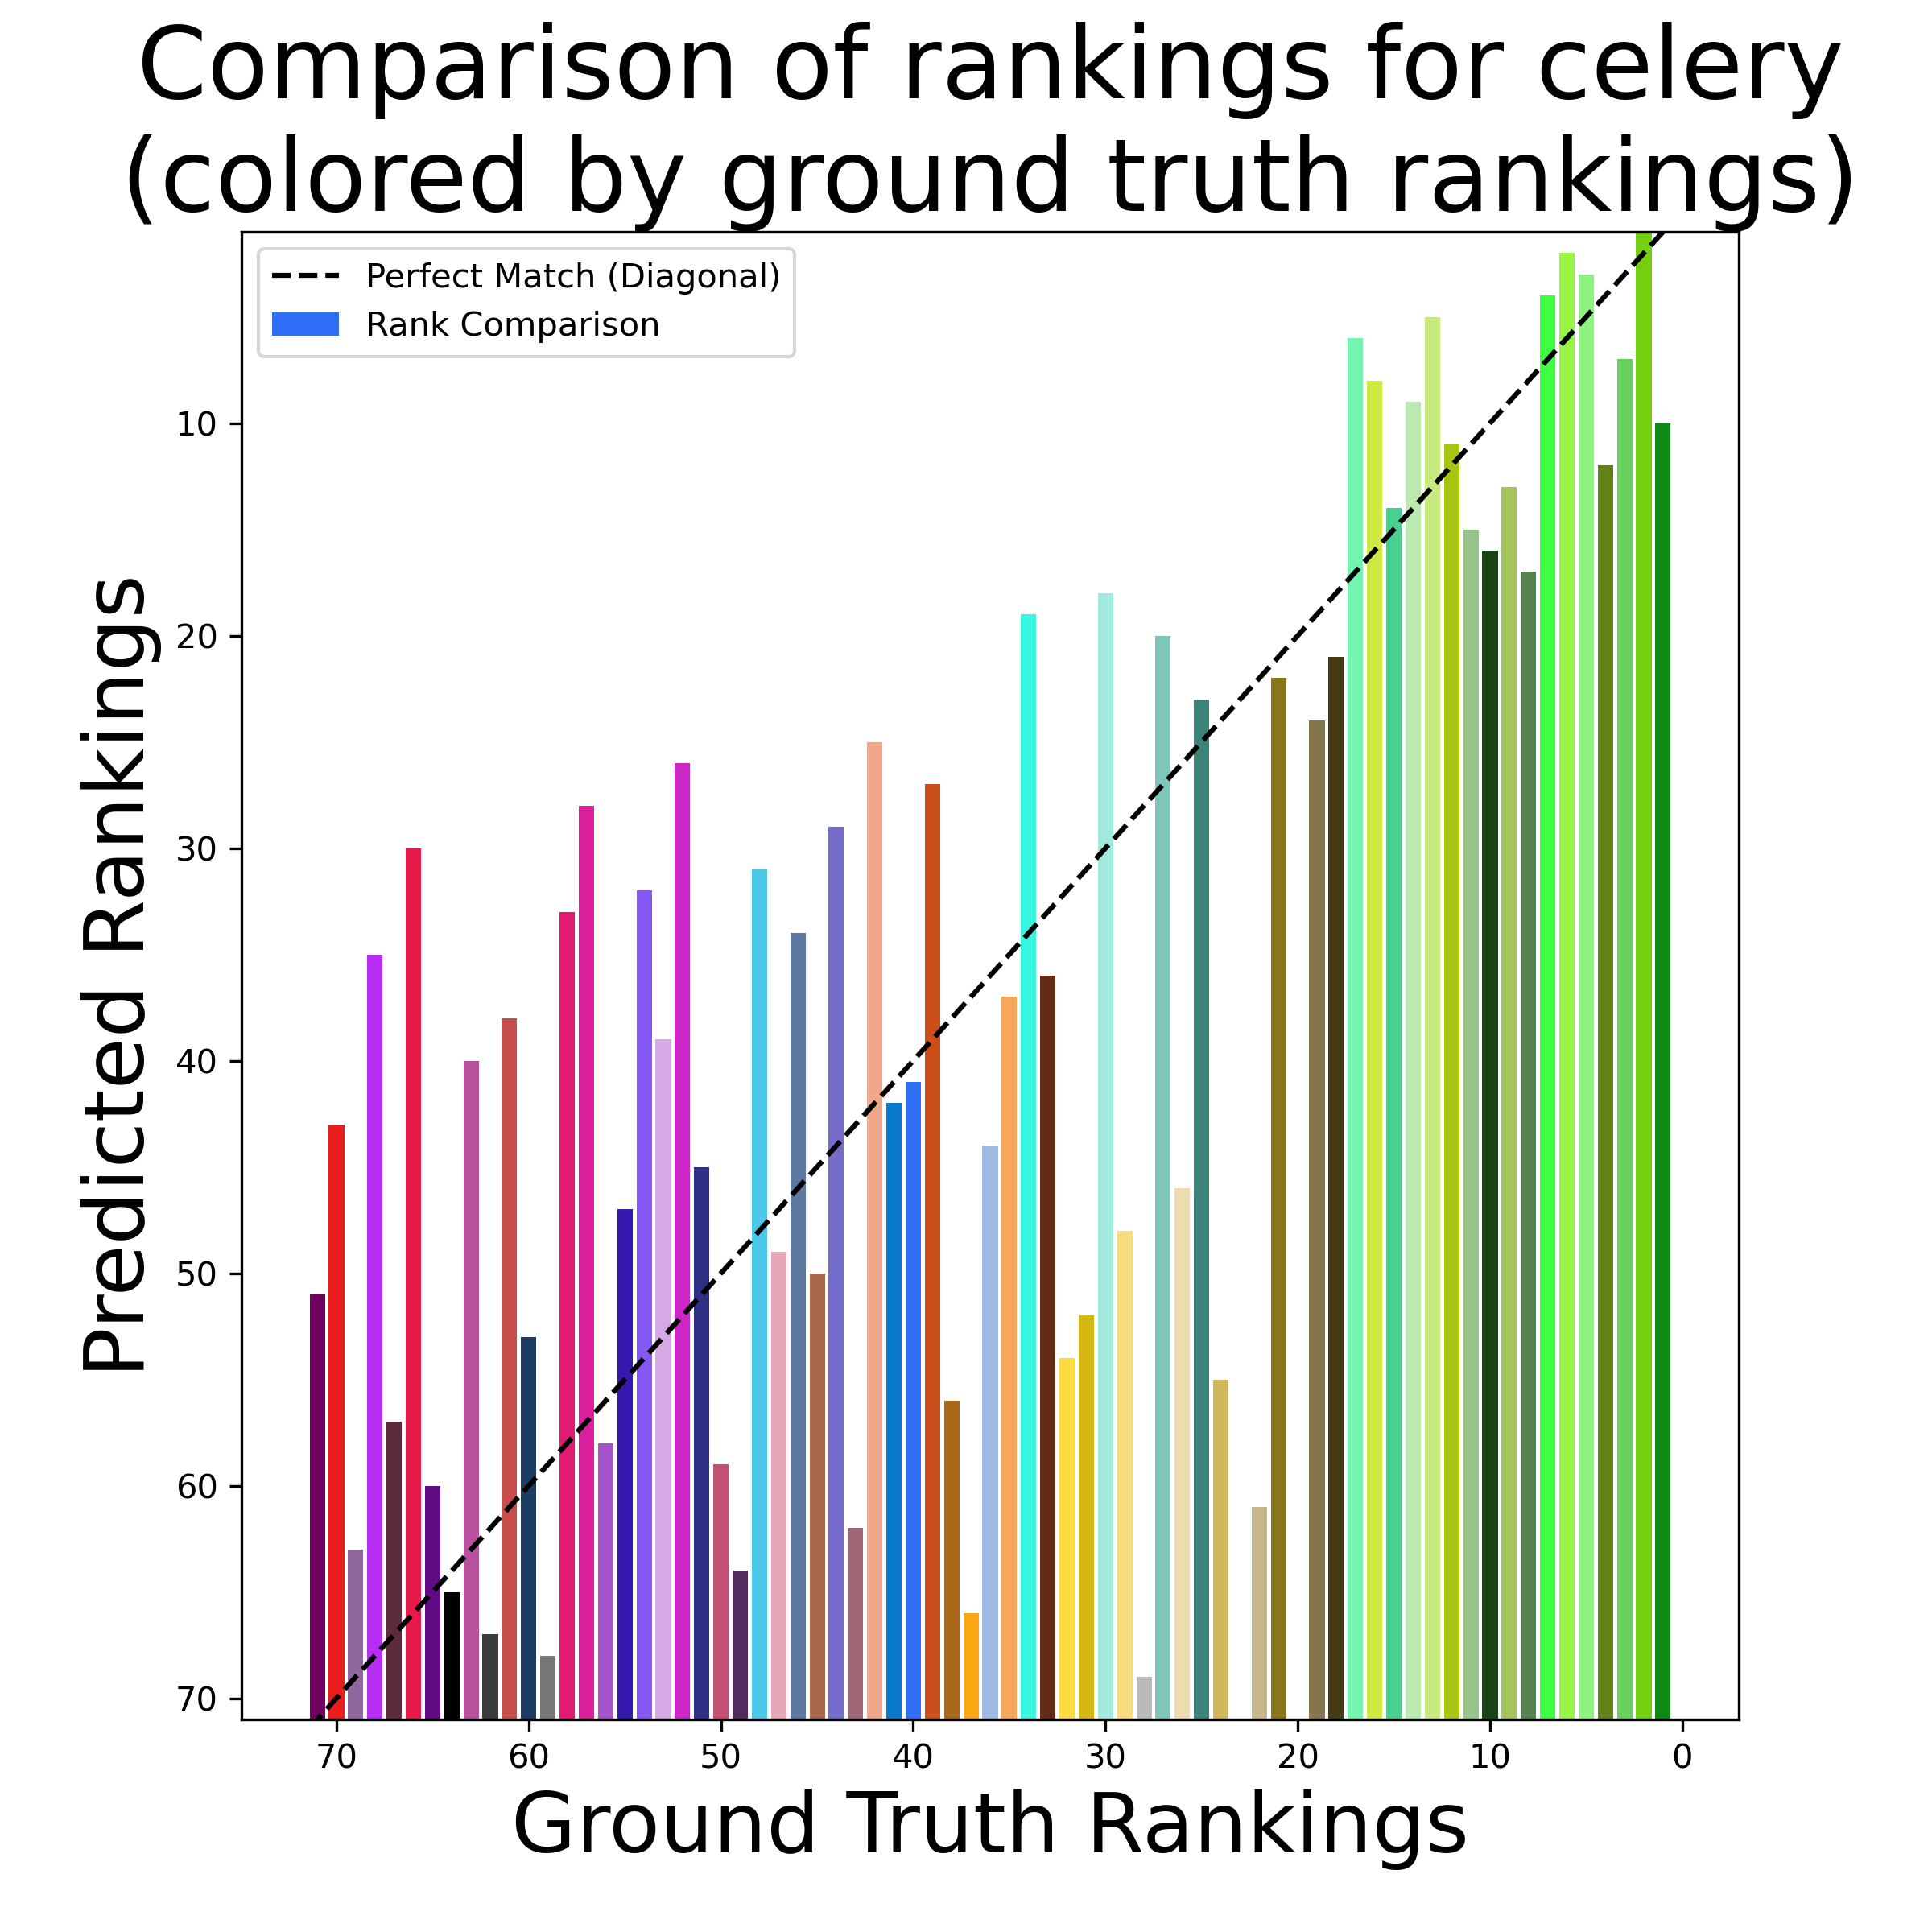 Comparison of rankings for celery
(colored by ground truth rankings)
Perfect Match (Diagonal)
Rank Comparison
10
20
30
40
50
60
70
Predicted Rankings
70 60 50 40 30 20 10 0
Ground Truth Rankings